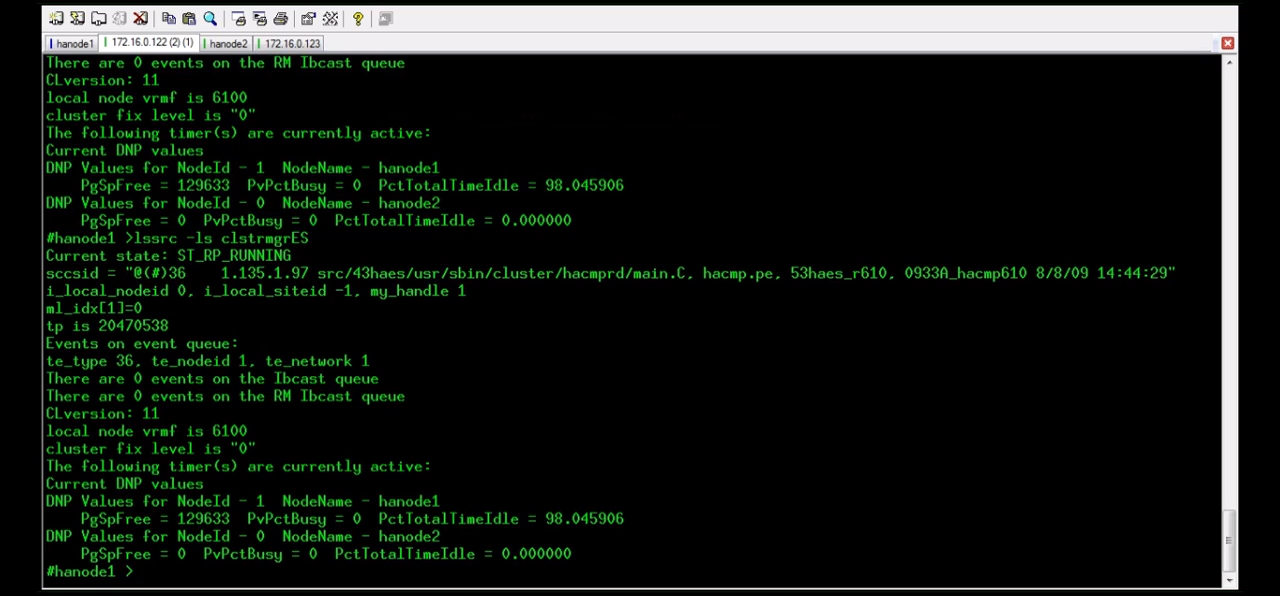 hanode1 172.16.0.122 (2) (1) hanode2 172.16.0.123
There are 0 events on the RM Ibcast queue
CLversion: 11
local node vrmf is 6100
cluster fix level is "0"
The following timer(s) are currently active:
Current DNP values
DNP Values for NodeId - 1  NodeName - hanode1
    PgSpFree = 129633  PvPctBusy = 0  PctTotalTimeIdle = 98.045906
DNP Values for NodeId - 0  NodeName - hanode2
    PgSpFree = 0  PvPctBusy = 0  PctTotalTimeIdle = 0.000000
#hanode1 >lssrc -ls clstrmgrES
Current state: ST_RP_RUNNING
sccsid = "@(#)36    1.135.1.97 src/43haes/usr/sbin/cluster/hacmprd/main.C, hacmp.pe, 53haes_r610, 0933A_hacmp610 8/8/09 14:44:29"
i_local_nodeid 0, i_local_siteid -1, my_handle 1
ml_idx[1]=0
tp is 20470538
Events on event queue:
te_type 36, te_nodeid 1, te_network 1
There are 0 events on the Ibcast queue
There are 0 events on the RM Ibcast queue
CLversion: 11
local node vrmf is 6100
cluster fix level is "0"
The following timer(s) are currently active:
Current DNP values
DNP Values for NodeId - 1  NodeName - hanode1
    PgSpFree = 129633  PvPctBusy = 0  PctTotalTimeIdle = 98.045906
DNP Values for NodeId - 0  NodeName - hanode2
    PgSpFree = 0  PvPctBusy = 0  PctTotalTimeIdle = 0.000000
#hanode1 >